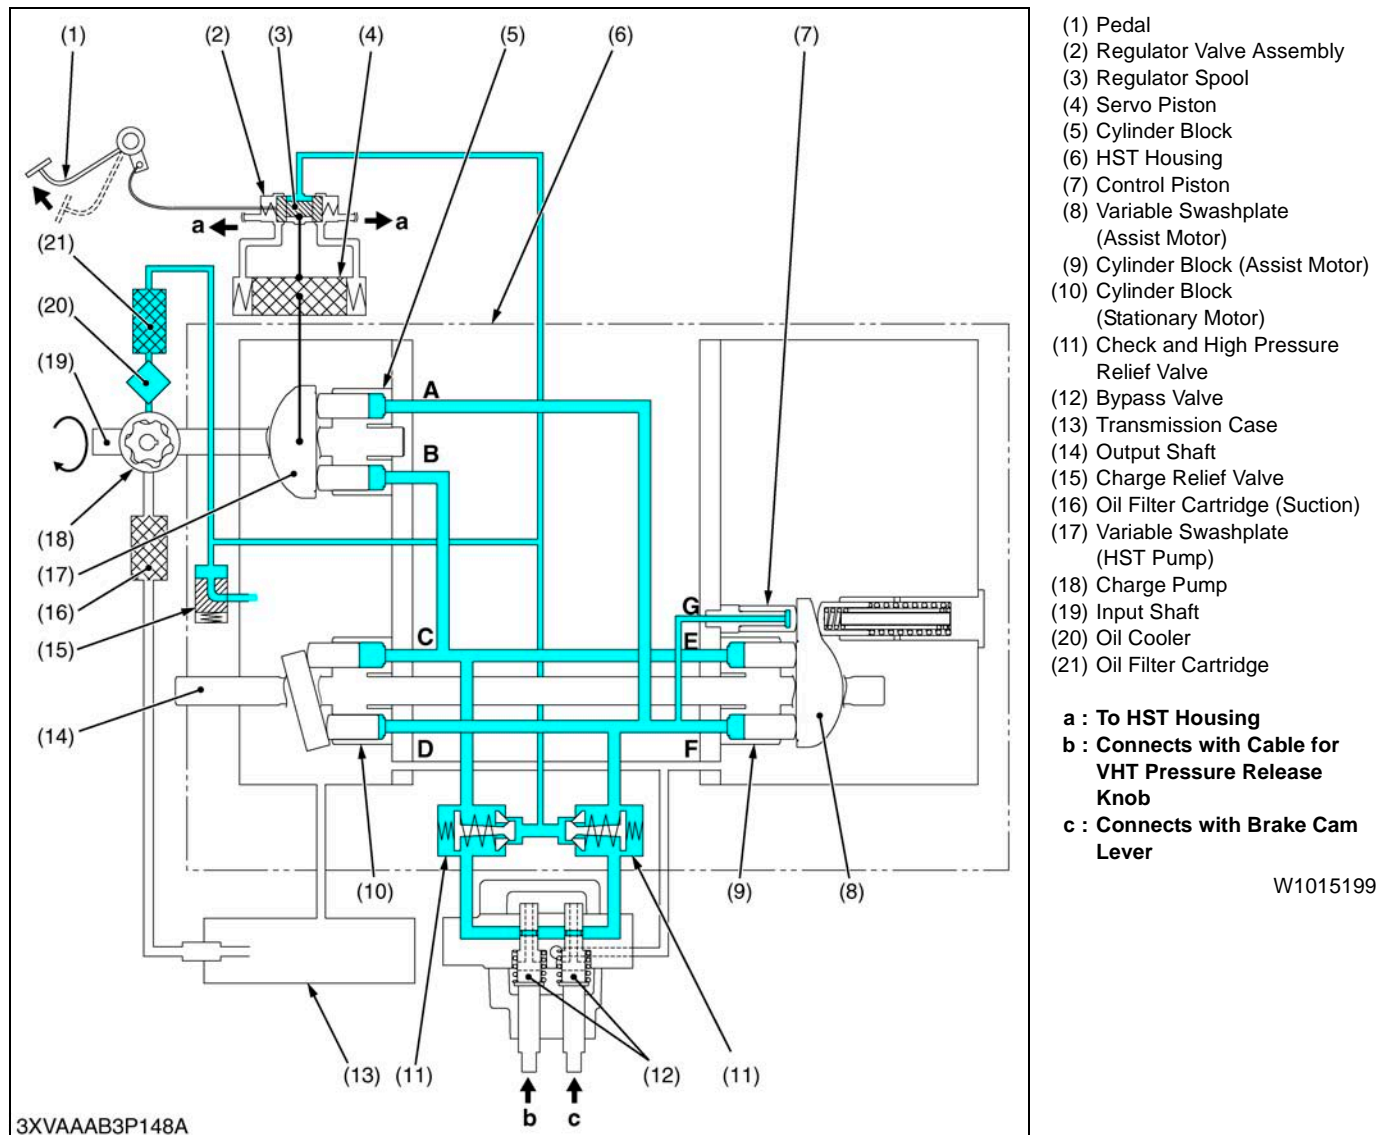 (1)
(2)
(3)
(4)
(5)
(6)
(7)
a
a
(21)
(20)
(19)
(18)
(17)
(16)
(15)
(14)
A
B
C
D
G
E
F
(10)
(9)
(8)
(13)
(11)
(12)
(11)
b
c
3XVAAAB3P148A
(1) Pedal
(2) Regulator Valve Assembly
(3) Regulator Spool
(4) Servo Piston
(5) Cylinder Block
(6) HST Housing
(7) Control Piston
(8) Variable Swashplate
(Assist Motor)
(9) Cylinder Block (Assist Motor)
(10) Cylinder Block
(Stationary Motor)
(11) Check and High Pressure
Relief Valve
(12) Bypass Valve
(13) Transmission Case
(14) Output Shaft
(15) Charge Relief Valve
(16) Oil Filter Cartridge (Suction)
(17) Variable Swashplate
(HST Pump)
(18) Charge Pump
(19) Input Shaft
(20) Oil Cooler
(21) Oil Filter Cartridge
a : To HST Housing
b : Connects with Cable for
VHT Pressure Release
Knob
c : Connects with Brake Cam
Lever
W1015199